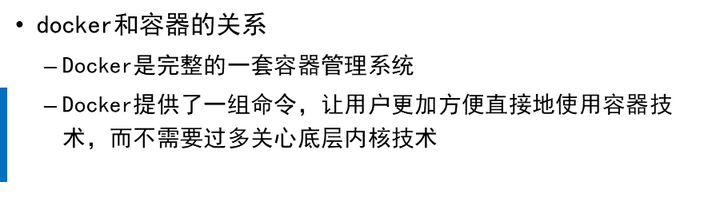 • docker和容器的关系
–Docker是完整的一套容器管理系统
–Docker提供了一组命令，让用户更加方便直接地使用容器技
术，而不需要过多关心底层内核技术